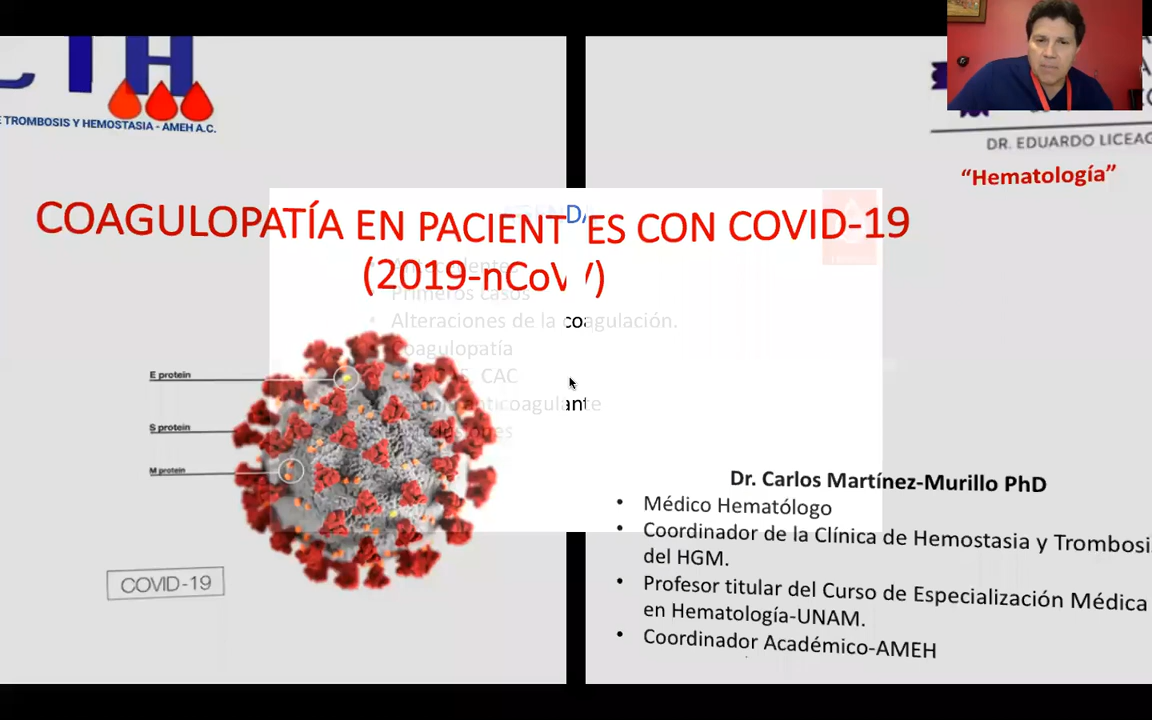 E TROMBOSIS Y HEMOSTASIA - AMEH A.C.
DR. EDUARDO LICEAG
“Hematología”
COAGULOPATÍA EN PACIENTES CON COVID-19
(2019-nCoV)
Primeros casos
• Alteraciones de la coagulación.
Coagulopatía
CAC
anticoagulante
E protein
S protein
M protein
COVID-19
Dr. Carlos Martínez-Murillo PhD
• Médico Hematólogo
• Coordinador de la Clínica de Hemostasia y Trombosi
del HGM.
• Profesor titular del Curso de Especialización Médica
en Hematología-UNAM.
• Coordinador Académico-AMEH